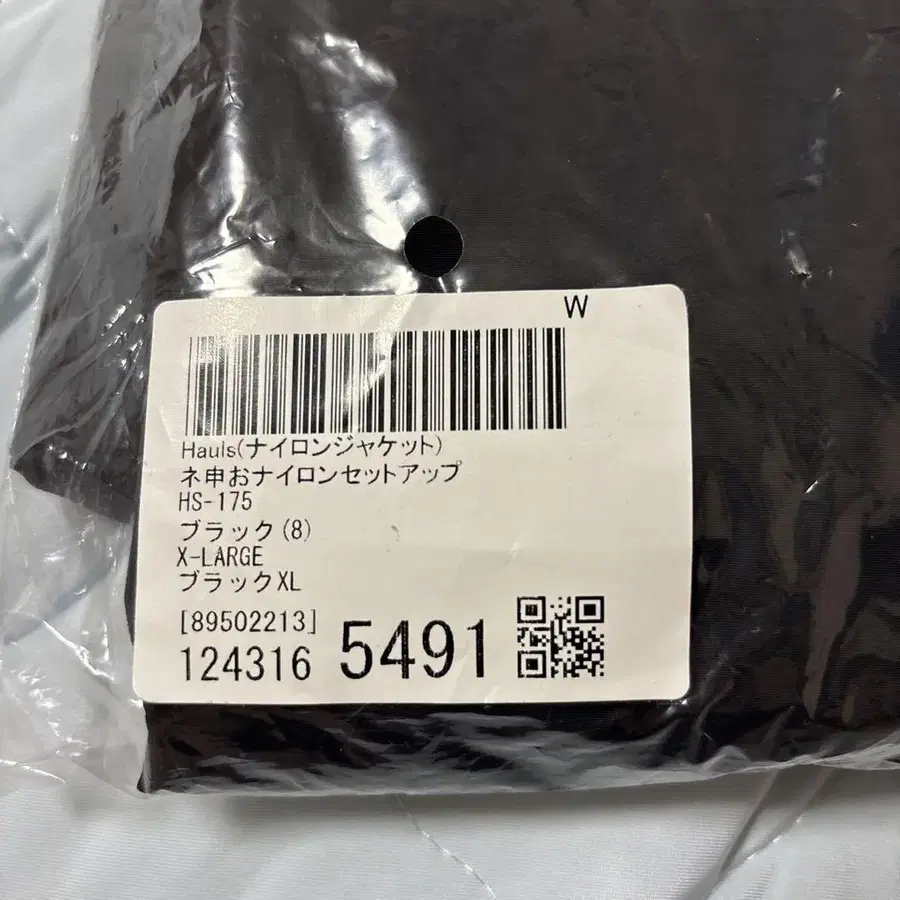 W
Hauls(ナイロンジャケット)
ネ申おナイロンセットアップ
HS-175
ブラック(8)
X-LARGE
ブラックXL
[89502213]
124316 5491